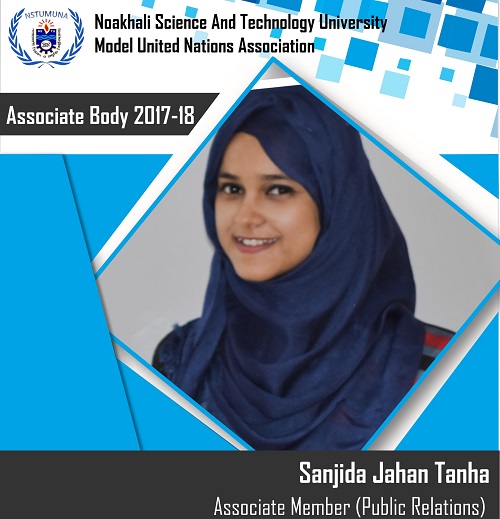 NSTUMUNA
Noakhali Science And Technology University
Model United Nations Association
Associate Body 2017-18
Sanjida Jahan Tanha
Associate Member (Public Relations)